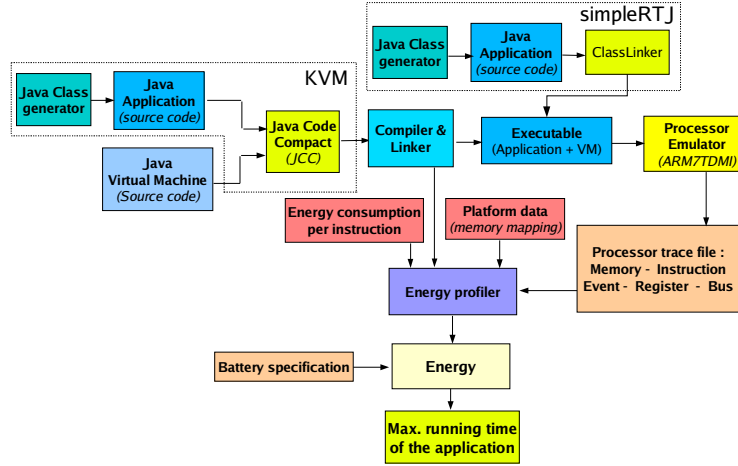 simpleRTJ
Java Class
generator
Java
Application
(source code)
ClassLinker
KVM
Java Class
generator
Java
Application
(source code)
Java Code
Compact
(JCC)
Compiler &
Linker
Executable
(Application + VM)
Processor
Emulator
(ARM7TDMI)
Java
Virtual Machine
(Source code)
Energy consumption
per instruction
Platform data
(memory mapping)
Processor trace file :
Memory - Instruction
Event - Register - Bus
Energy profiler
Battery specification
Energy
Max. running time
of the application